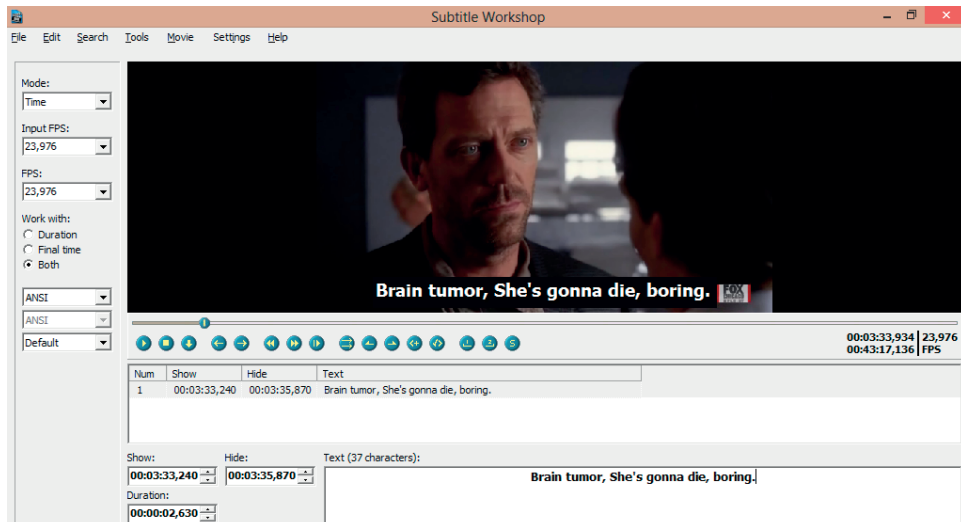 Subtitle Workshop
File Edit Search Tools Movie Settings Help
Mode:
Time
Input FPS:
23,976
FPS:
23,976
Work with:
Duration
Final time
Both
ANSI
ANSI
Default
Brain tumor, She's gonna die, boring.
FOX
00:03:33,934 23,976
00:43:17,136 FPS
Num Show Hide Text
1 00:03:33,240 00:03:35,870 Brain tumor, She's gonna die, boring.
Show: Hide: Text (37 characters):
00:03:33,240 00:03:35,870 Brain tumor, She's gonna die, boring.
Duration:
00:00:02,630